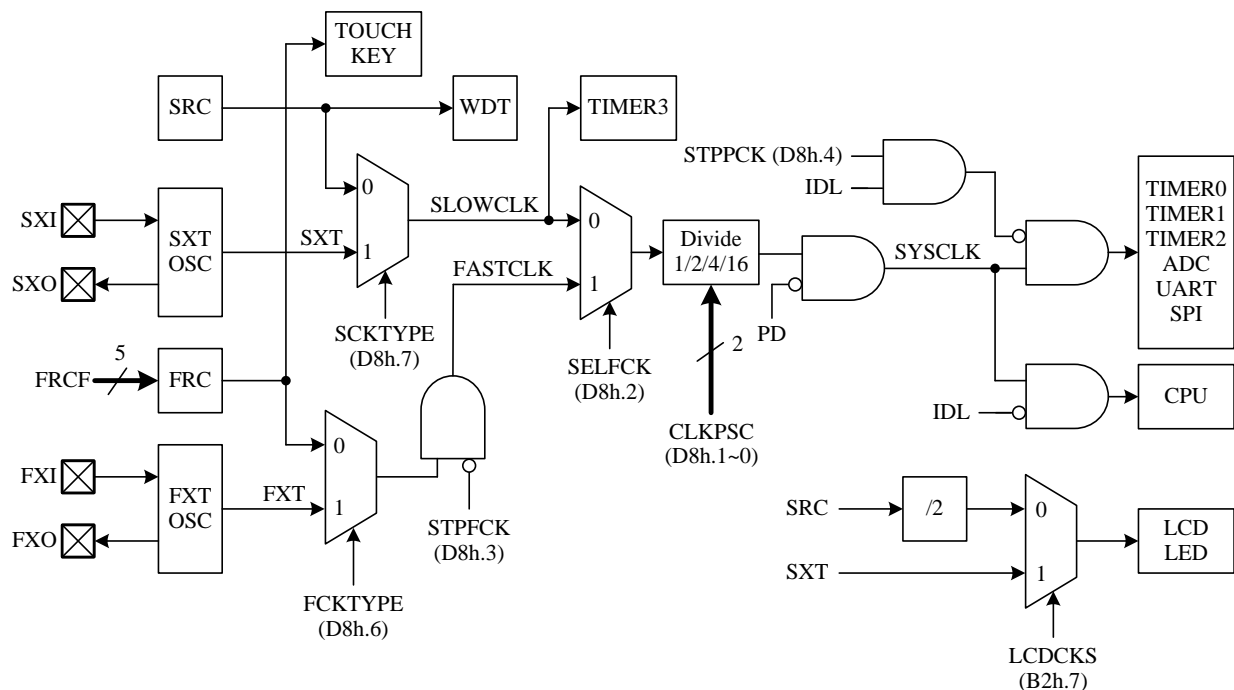 TOUCH
KEY
SRC
WDT
TIMER3
STPPCK (D8h.4)
IDL
TIMER0
TIMER1
TIMER2
ADC
UART
SPI
0
1
SLOWCLK
SXI
SXO
SXT
OSC
SXT
FASTCLK
0
1
Divide
1/2/4/16
SYSCLK
PD
SCKTYPE
(D8h.7)
SELFCK
(D8h.2)
2
CLKPSC
(D8h.1~0)
FRCF
5
FRC
IDL
CPU
FXI
FXO
FXT
OSC
FXT
0
1
STPFCK
(D8h.3)
FCKTYPE
(D8h.6)
SRC
/2
SXT
0
1
LCD
LED
LCDCKS
(B2h.7)